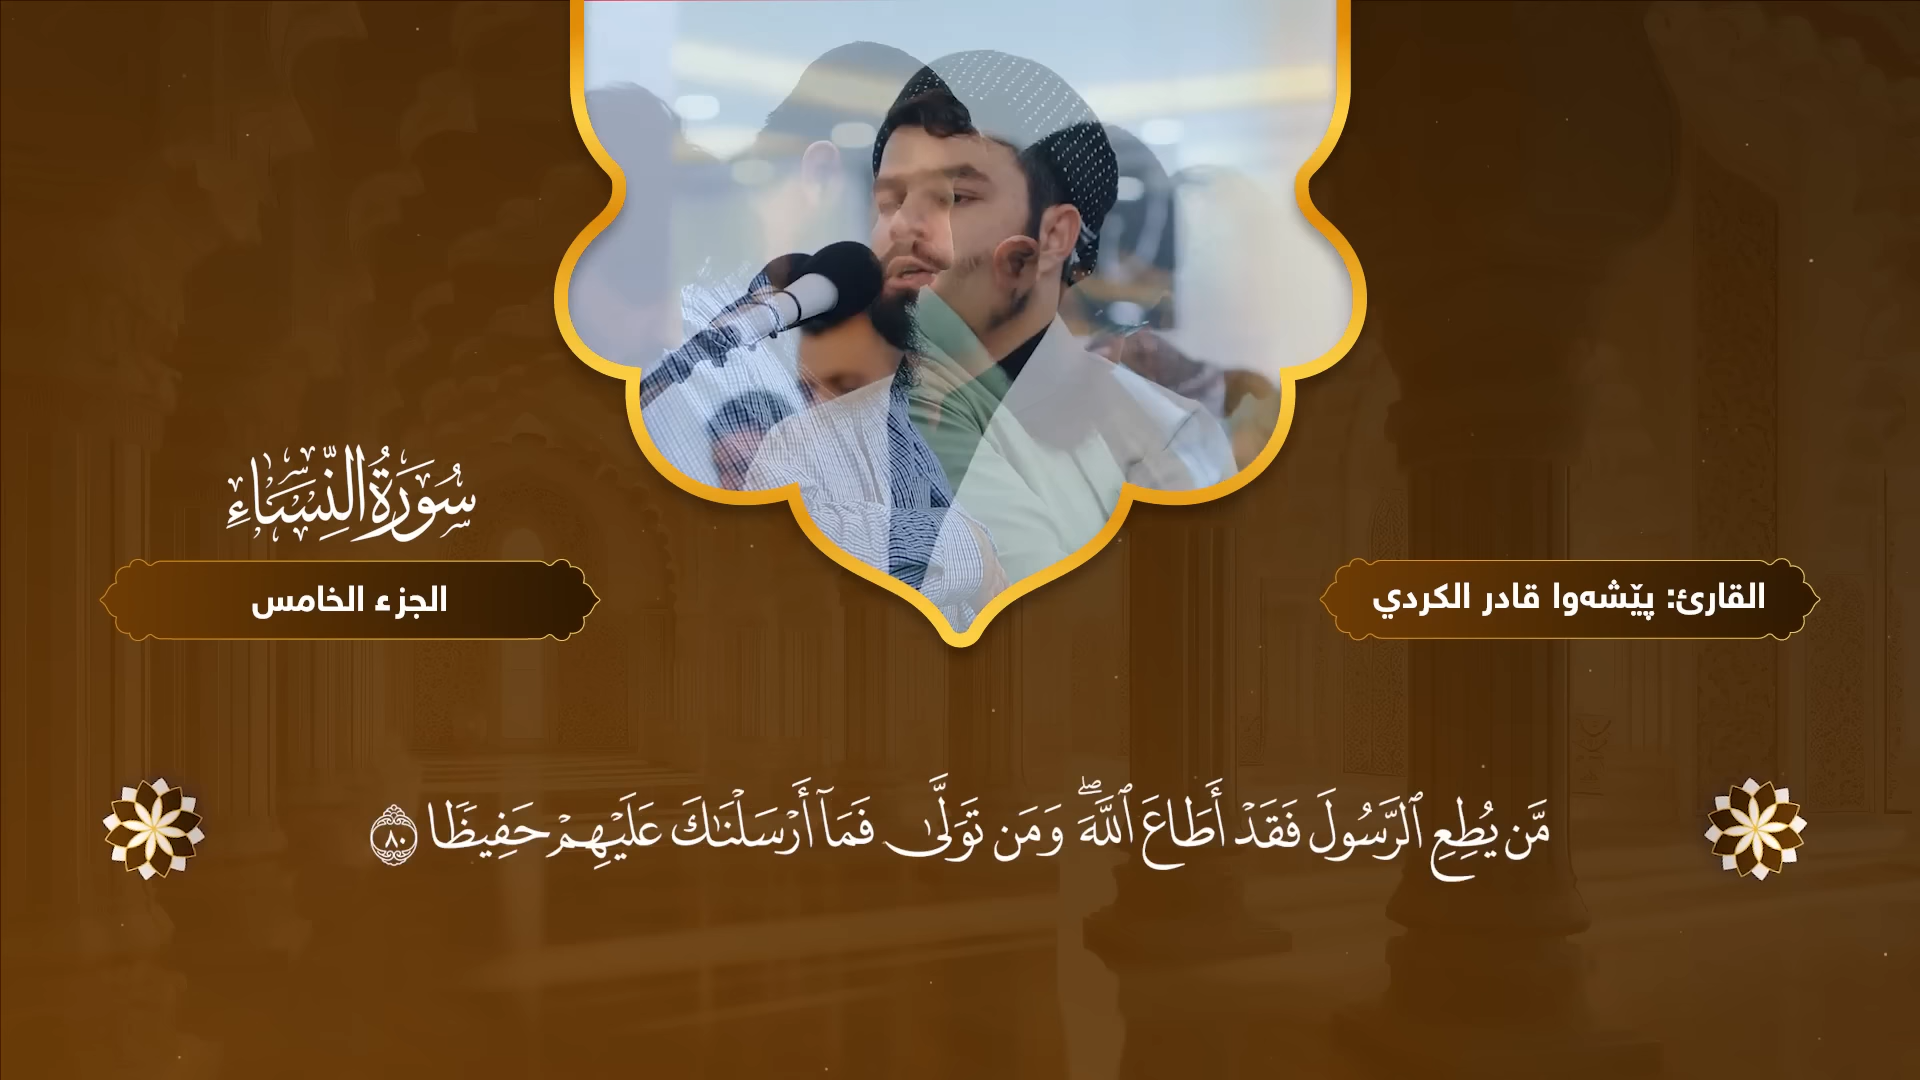 سُورَةُ النِّسَاءِ
الجزء الخامس
القارئ: پێشەوا قادر الكردي
مَّن يُطِعِ ٱلرَّسُولَ فَقَدْ أَطَاعَ ٱللَّهَ ۖ وَمَن تَوَلَّىٰ فَمَآ أَرْسَلْنَـٰكَ عَلَيْهِمْ حَفِيظًا ٨٠